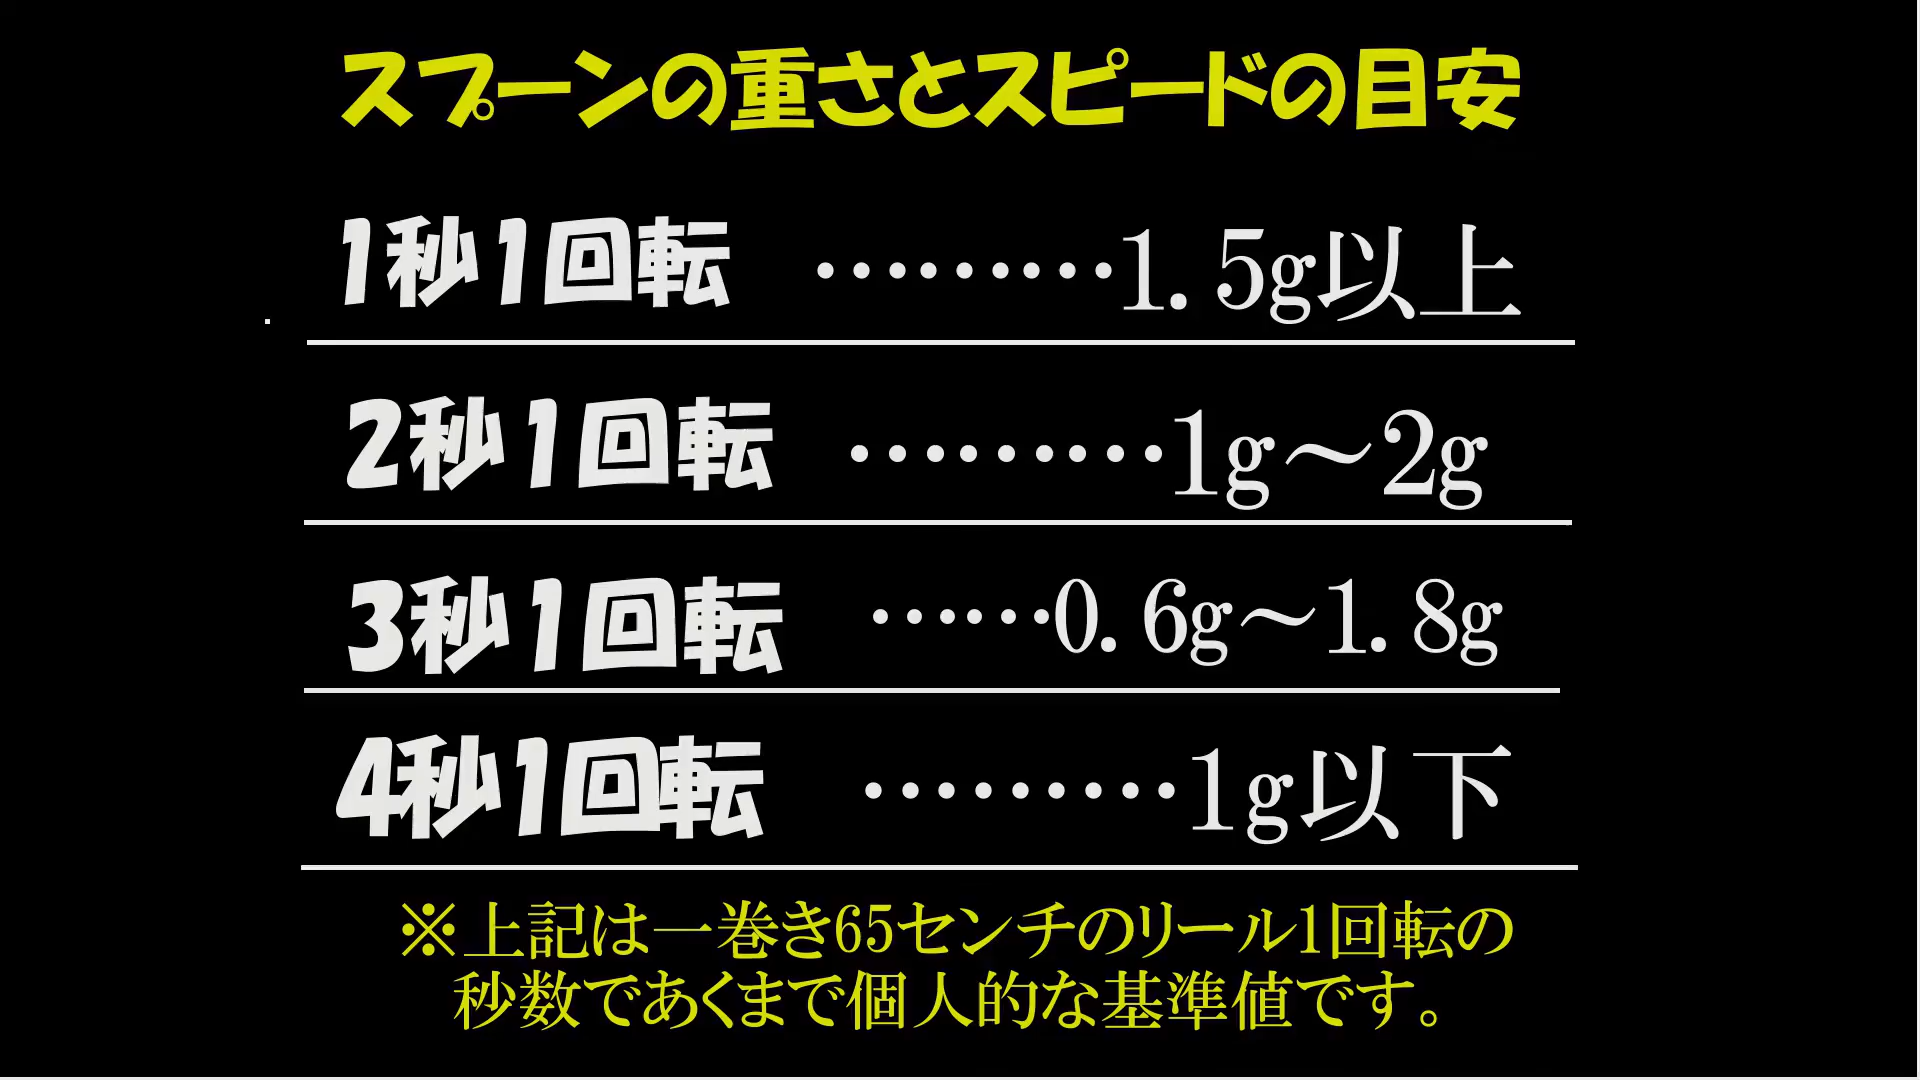 スプーンの重さとスピードの目安
1秒1回転 ………1.5g以上
2秒1回転 ………1g～2g
3秒1回転 ……0.6g～1.8g
4秒1回転 ………1g以下
※上記は一巻き65センチのリール1回転の
秒数であくまで個人的な基準値です。